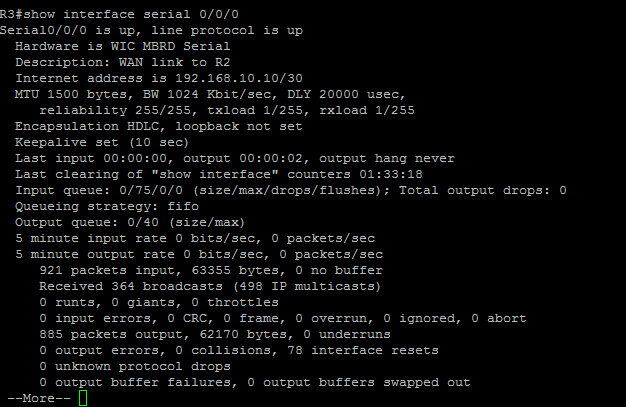 R3#show interface serial 0/0/0
Serial0/0/0 is up, line protocol is up
Hardware is WIC MBRD Serial
Description: WAN link to R2
Internet address is 192.168.10.10/30
MTU 1500 bytes, BW 1024 Kbit/sec, DLY 20000 usec,
reliability 255/255, txload 1/255, rxload 1/255
Encapsulation HDLC, loopback not set
Keepalive set (10 sec)
Last input 00:00:00, output 00:00:02, output hang never
Last clearing of "show interface" counters 01:33:18
Input queue: 0/75/0/0 (size/max/drops/flushes); Total output drops: 0
Queueing strategy: fifo
Output queue: 0/40 (size/max)
5 minute input rate 0 bits/sec, 0 packets/sec
5 minute output rate 0 bits/sec, 0 packets/sec
921 packets input, 63355 bytes, 0 no buffer
Received 364 broadcasts (498 IP multicasts)
0 runts, 0 giants, 0 throttles
0 input errors, 0 CRC, 0 frame, 0 overrun, 0 ignored, 0 abort
885 packets output, 62170 bytes, 0 underruns
0 output errors, 0 collisions, 78 interface resets
0 unknown protocol drops
0 output buffer failures, 0 output buffers swapped out
--More--